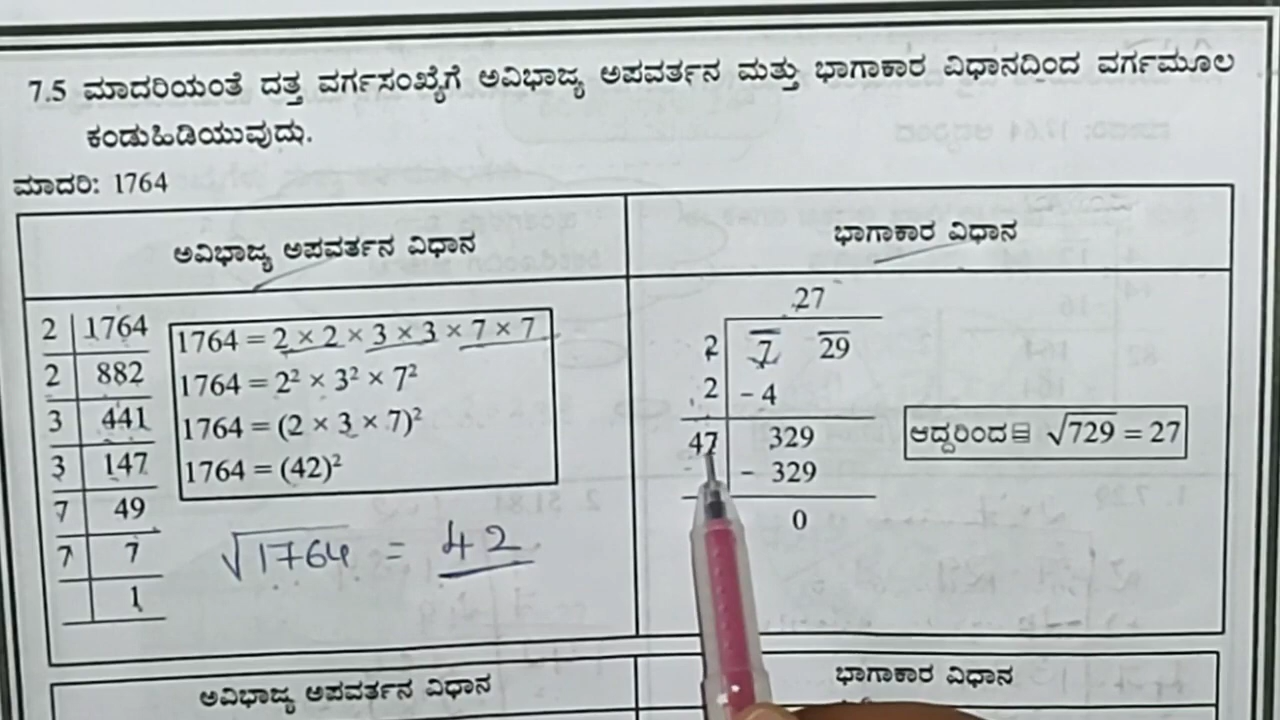 7.5 ಮಾದರಿಯಂತೆ ದತ್ತ ವರ್ಗಸಂಖ್ಯೆಗೆ ಅವಿಭಾಜ್ಯ ಅಪವರ್ತನ ಮತ್ತು ಭಾಗಾಕಾರ ವಿಧಾನದಿಂದ ವರ್ಗಮೂಲ
ಕಂಡುಹಿಡಿಯುವುದು.
ಮಾದರಿ: 1764
ಅವಿಭಾಜ್ಯ ಅಪವರ್ತನ ವಿಧಾನ
2 1764
2 882
3 441
3 147
7 49
7 7
1
1764 = 2 × 2 × 3 × 3 × 7 × 7
1764 = 2² × 3² × 7²
1764 = (2 × 3 × 7)²
1764 = (42)²
√1764 = 42
ಭಾಗಾಕಾರ ವಿಧಾನ
27
2 7 29
2 - 4
47 329
- 329
0
ಆದ್ದರಿಂದ √729 = 27
ಅವಿಭಾಜ್ಯ ಅಪವರ್ತನ ವಿಧಾನ
ಭಾಗಾಕಾರ ವಿಧಾನ